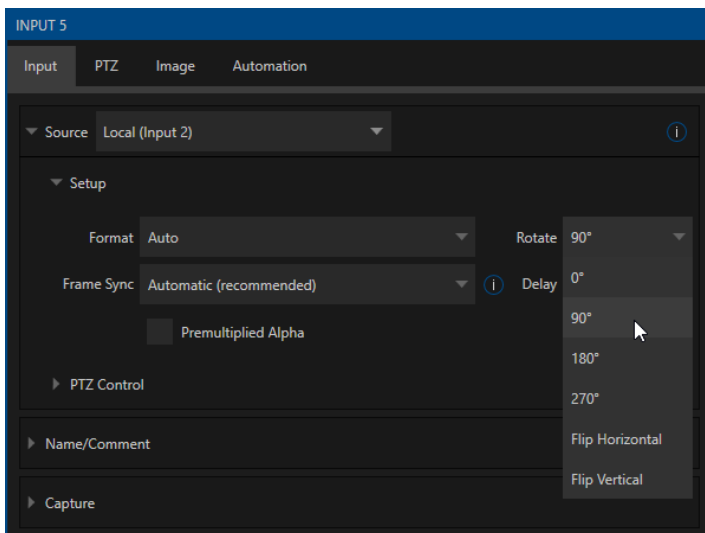 INPUT 5
Input PTZ Image Automation
Source Local (Input 2) i
Setup
Format Auto Rotate 90°
Frame Sync Automatic (recommended) i Delay
0°
90°
Premultiplied Alpha
180°
PTZ Control
270°
Name/Comment
Flip Horizontal
Flip Vertical
Capture